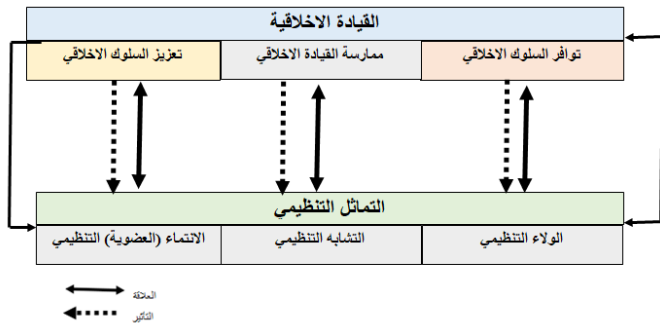 القيادة الاخلاقية
توافر السلوك الاخلاقي
ممارسة القيادة الاخلاقي
تعزيز السلوك الاخلاقي
التماثل التنظيمي
الولاء التنظيمي
التشابه التنظيمي
الانتماء (العضوية) التنظيمي
العلاقة
التأثير